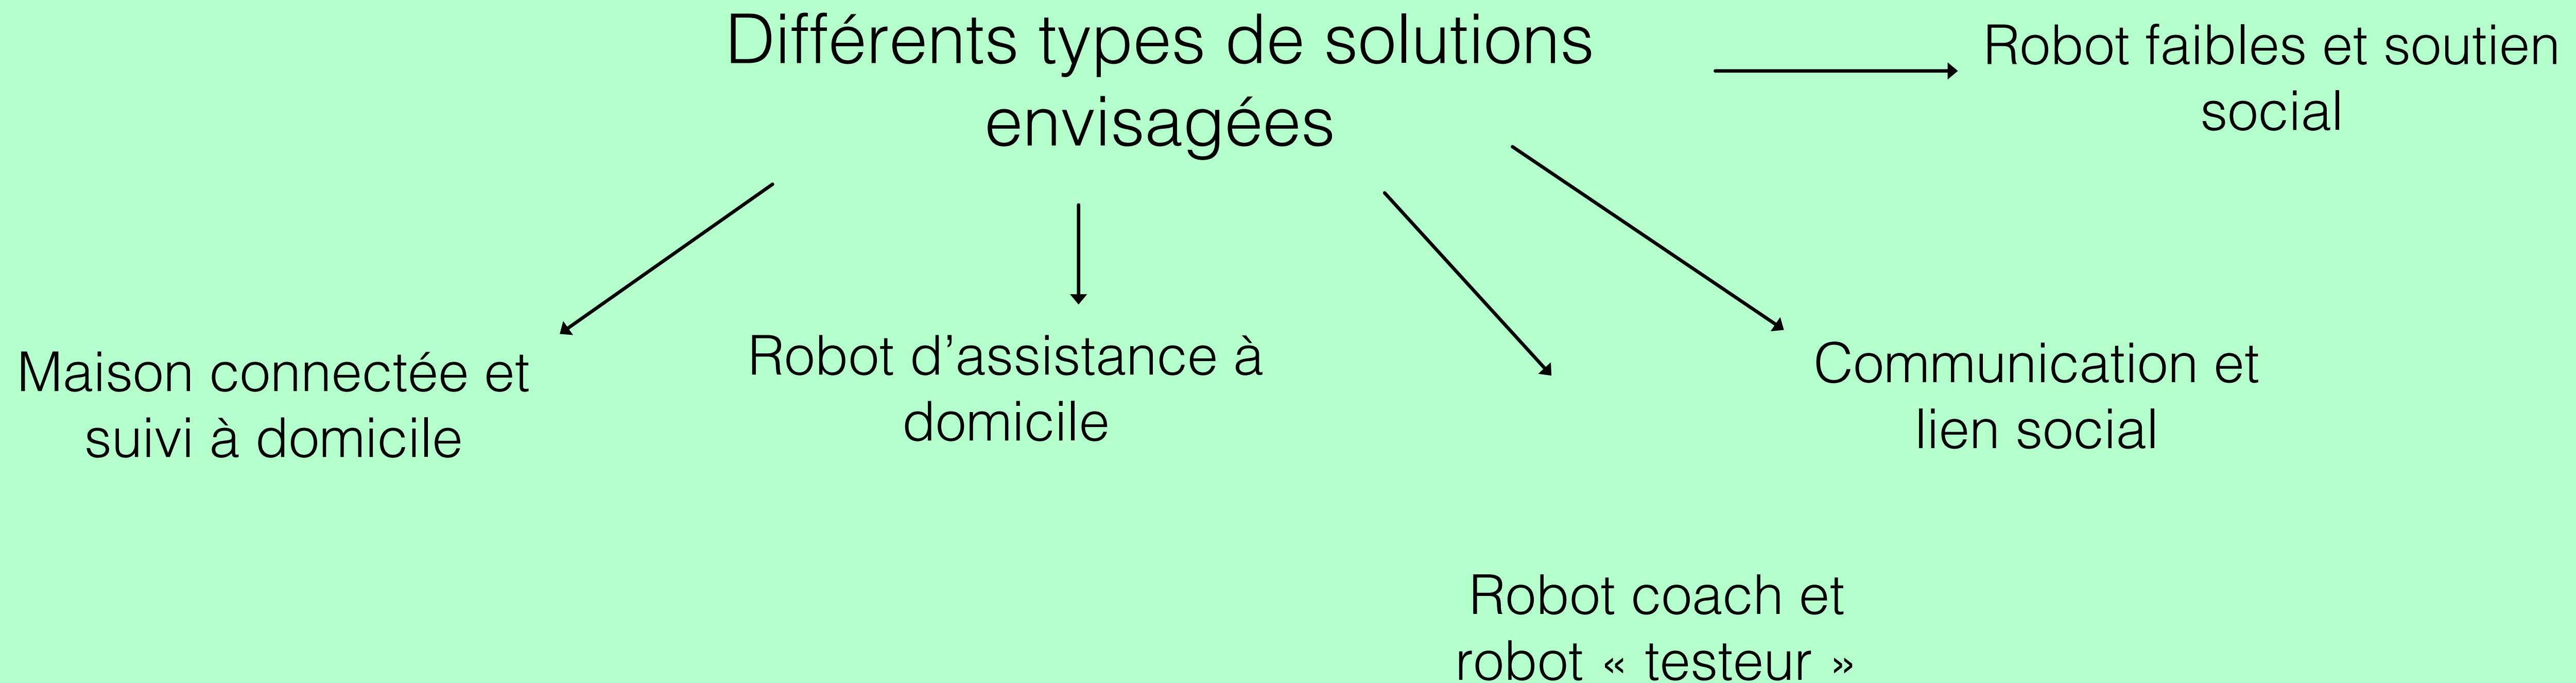 Différents types de solutions
envisagées
Robot faibles et soutien
social
Maison connectée et
suivi à domicile
Robot d’assistance à
domicile
Communication et
lien social
Robot coach et
robot « testeur »